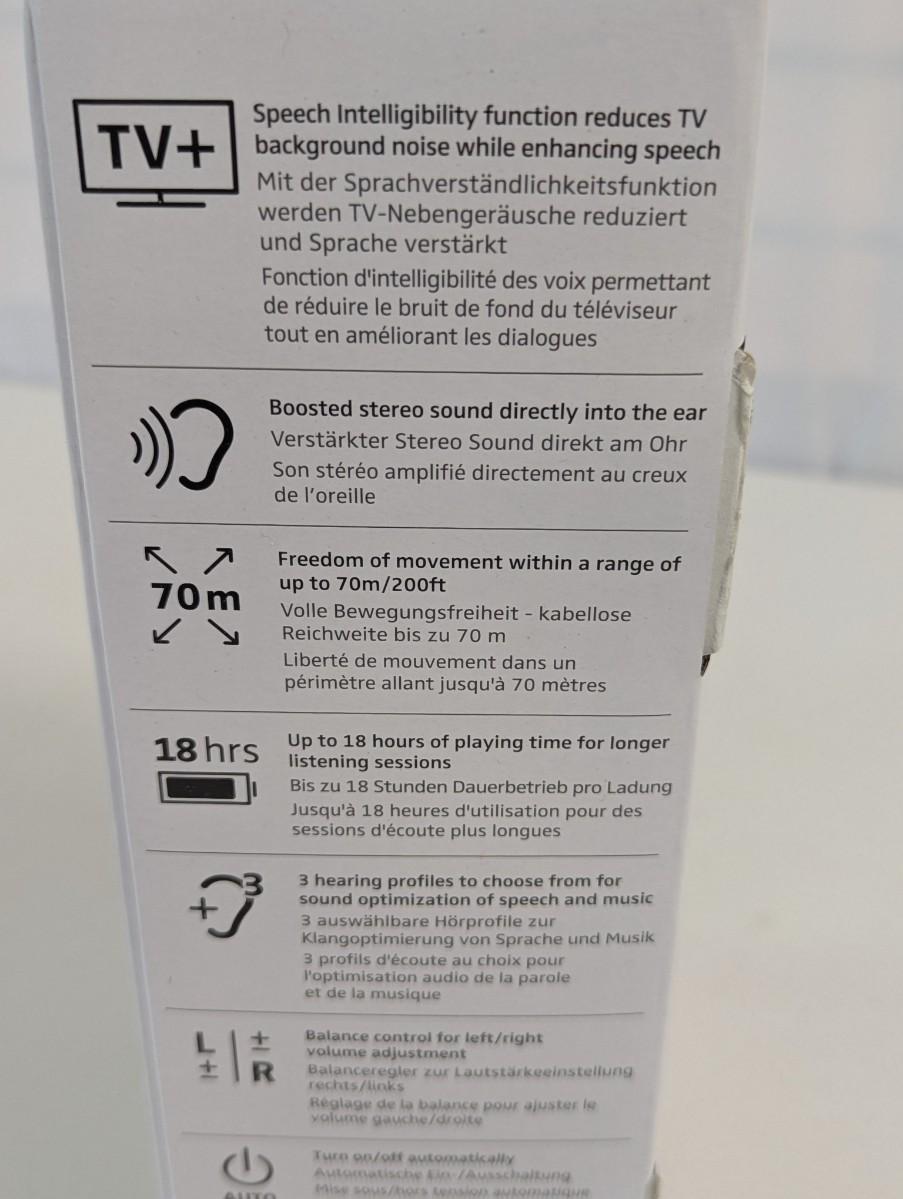 TV+
Speech Intelligibility function reduces TV
background noise while enhancing speech
Mit der Sprachverständlichkeitsfunktion
werden TV-Nebengeräusche reduziert
und Sprache verstärkt
Fonction d'intelligibilité des voix permettant
de réduire le bruit de fond du téléviseur
tout en améliorant les dialogues
Boosted stereo sound directly into the ear
Verstärkter Stereo Sound direkt am Ohr
Son stéréo amplifié directement au creux
de l'oreille
70 m
Freedom of movement within a range of
up to 70m/200ft
Volle Bewegungsfreiheit - kabellose
Reichweite bis zu 70 m
Liberté de mouvement dans un
périmètre allant jusqu'à 70 mètres
18 hrs
Up to 18 hours of playing time for longer
listening sessions
Bis zu 18 Stunden Dauerbetrieb pro Ladung
Jusqu'à 18 heures d'utilisation pour des
sessions d'écoute plus longues
+ 3
3 hearing profiles to choose from for
sound optimization of speech and music
3 auswählbare Hörprofile zur
Klangoptimierung von Sprache und Musik
3 profils d'écoute au choix pour
l'optimisation audio de la parole
et de la musique
L ±
± R
Balance control for left/right
volume adjustment
Balanceregler zur Lautstärkeeinstellung
rechts/links
Réglage de la balance pour ajuster le
volume gauche/droite
AUTO
Turn on/off automatically
Automatische Ein-/Ausschaltung
Mise sous/hors tension automatique